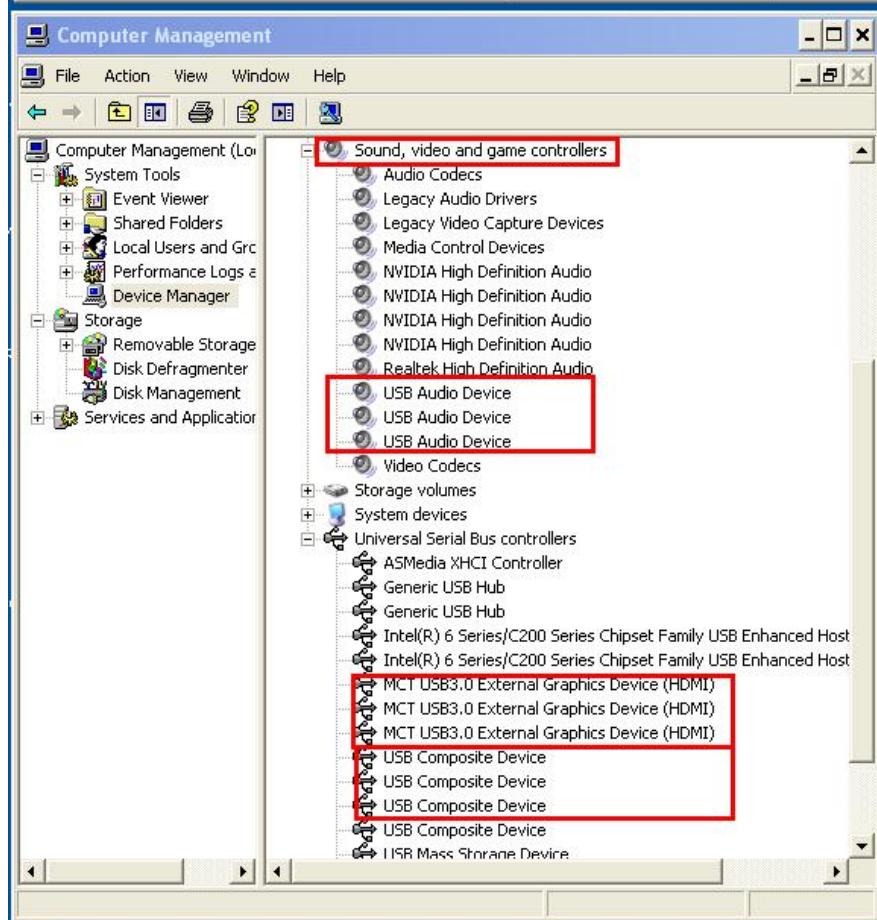 Computer Management
File Action View Window Help
Computer Management (Lo
System Tools
Event Viewer
Shared Folders
Local Users and Grc
Performance Logs a
Device Manager
Storage
Removable Storage
Disk Defragmenter
Disk Management
Services and Application
Sound, video and game controllers
Audio Codecs
Legacy Audio Drivers
Legacy Video Capture Devices
Media Control Devices
NVIDIA High Definition Audio
NVIDIA High Definition Audio
NVIDIA High Definition Audio
NVIDIA High Definition Audio
Realtek High Definition Audio
USB Audio Device
USB Audio Device
USB Audio Device
Video Codecs
Storage volumes
System devices
Universal Serial Bus controllers
ASMedia XHCI Controller
Generic USB Hub
Generic USB Hub
Intel(R) 6 Series/C200 Series Chipset Family USB Enhanced Host
Intel(R) 6 Series/C200 Series Chipset Family USB Enhanced Host
MCT USB3.0 External Graphics Device (HDMI)
MCT USB3.0 External Graphics Device (HDMI)
MCT USB3.0 External Graphics Device (HDMI)
USB Composite Device
USB Composite Device
USB Composite Device
USB Composite Device
USB Mass Storage Device